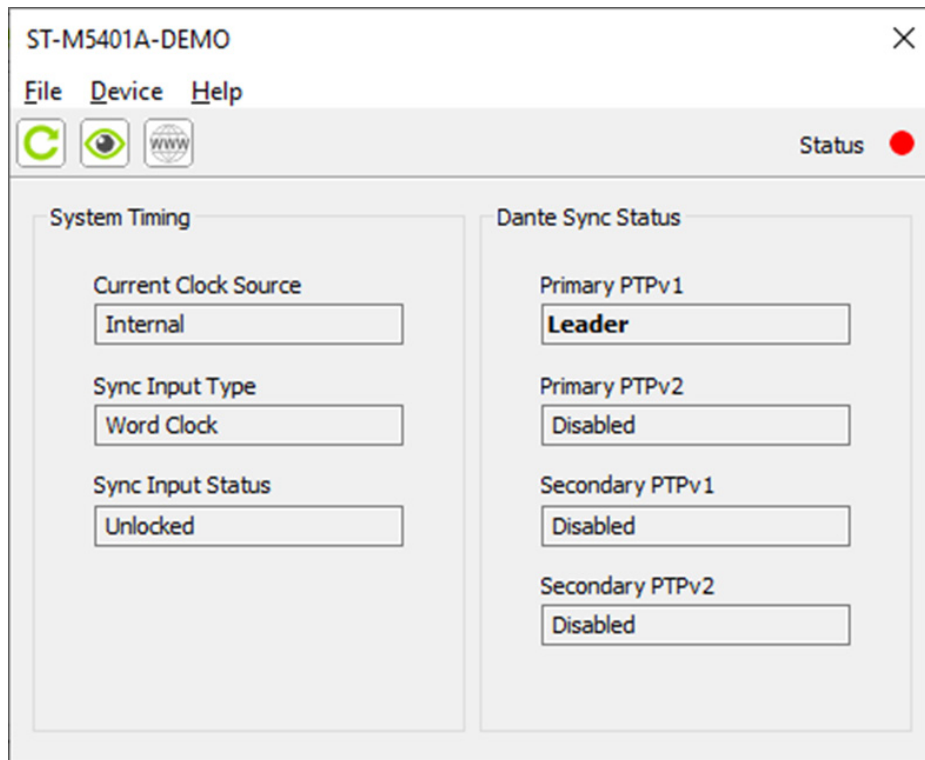 ST-M5401A-DEMO
File Device Help
WWW
Status
System Timing
Current Clock Source
Internal
Sync Input Type
Word Clock
Sync Input Status
Unlocked
Dante Sync Status
Primary PTPv1
Leader
Primary PTPv2
Disabled
Secondary PTPv1
Disabled
Secondary PTPv2
Disabled